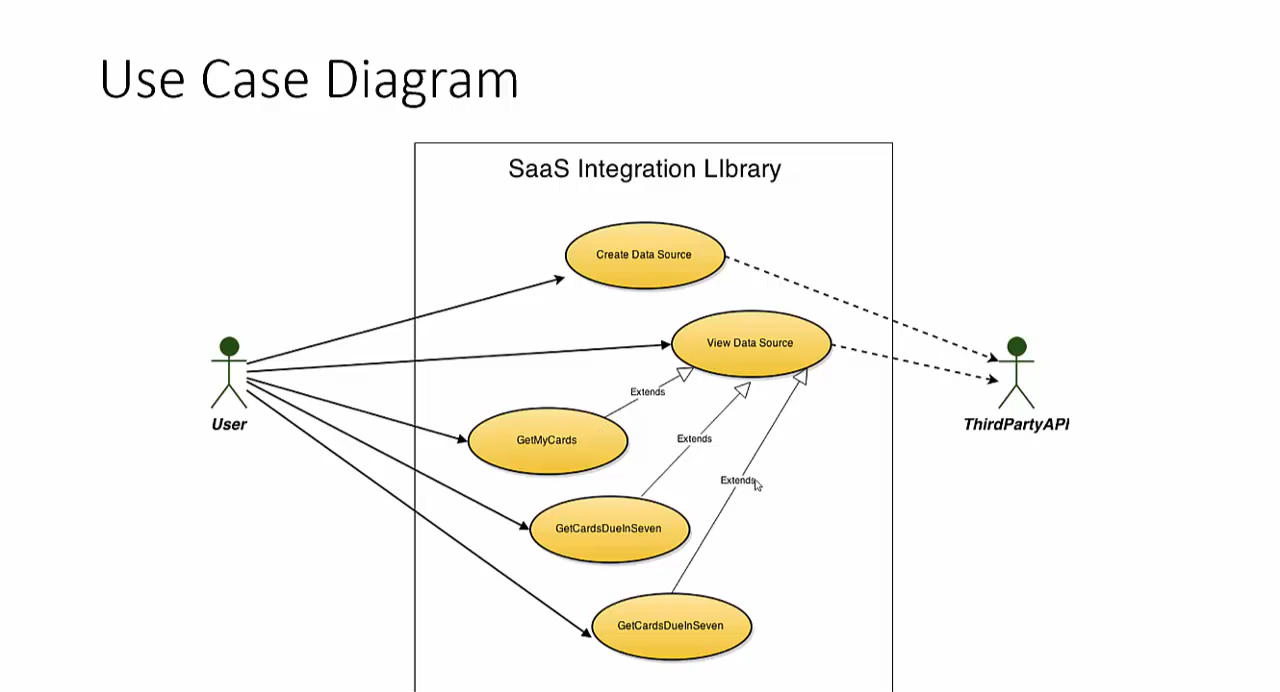 Use Case Diagram
SaaS Integration LIbrary
Create Data Source
View Data Source
Extends
User
ThirdPartyAPI
GetMyCards
Extends
Extends
GetCardsDueInSeven
GetCardsDueInSeven